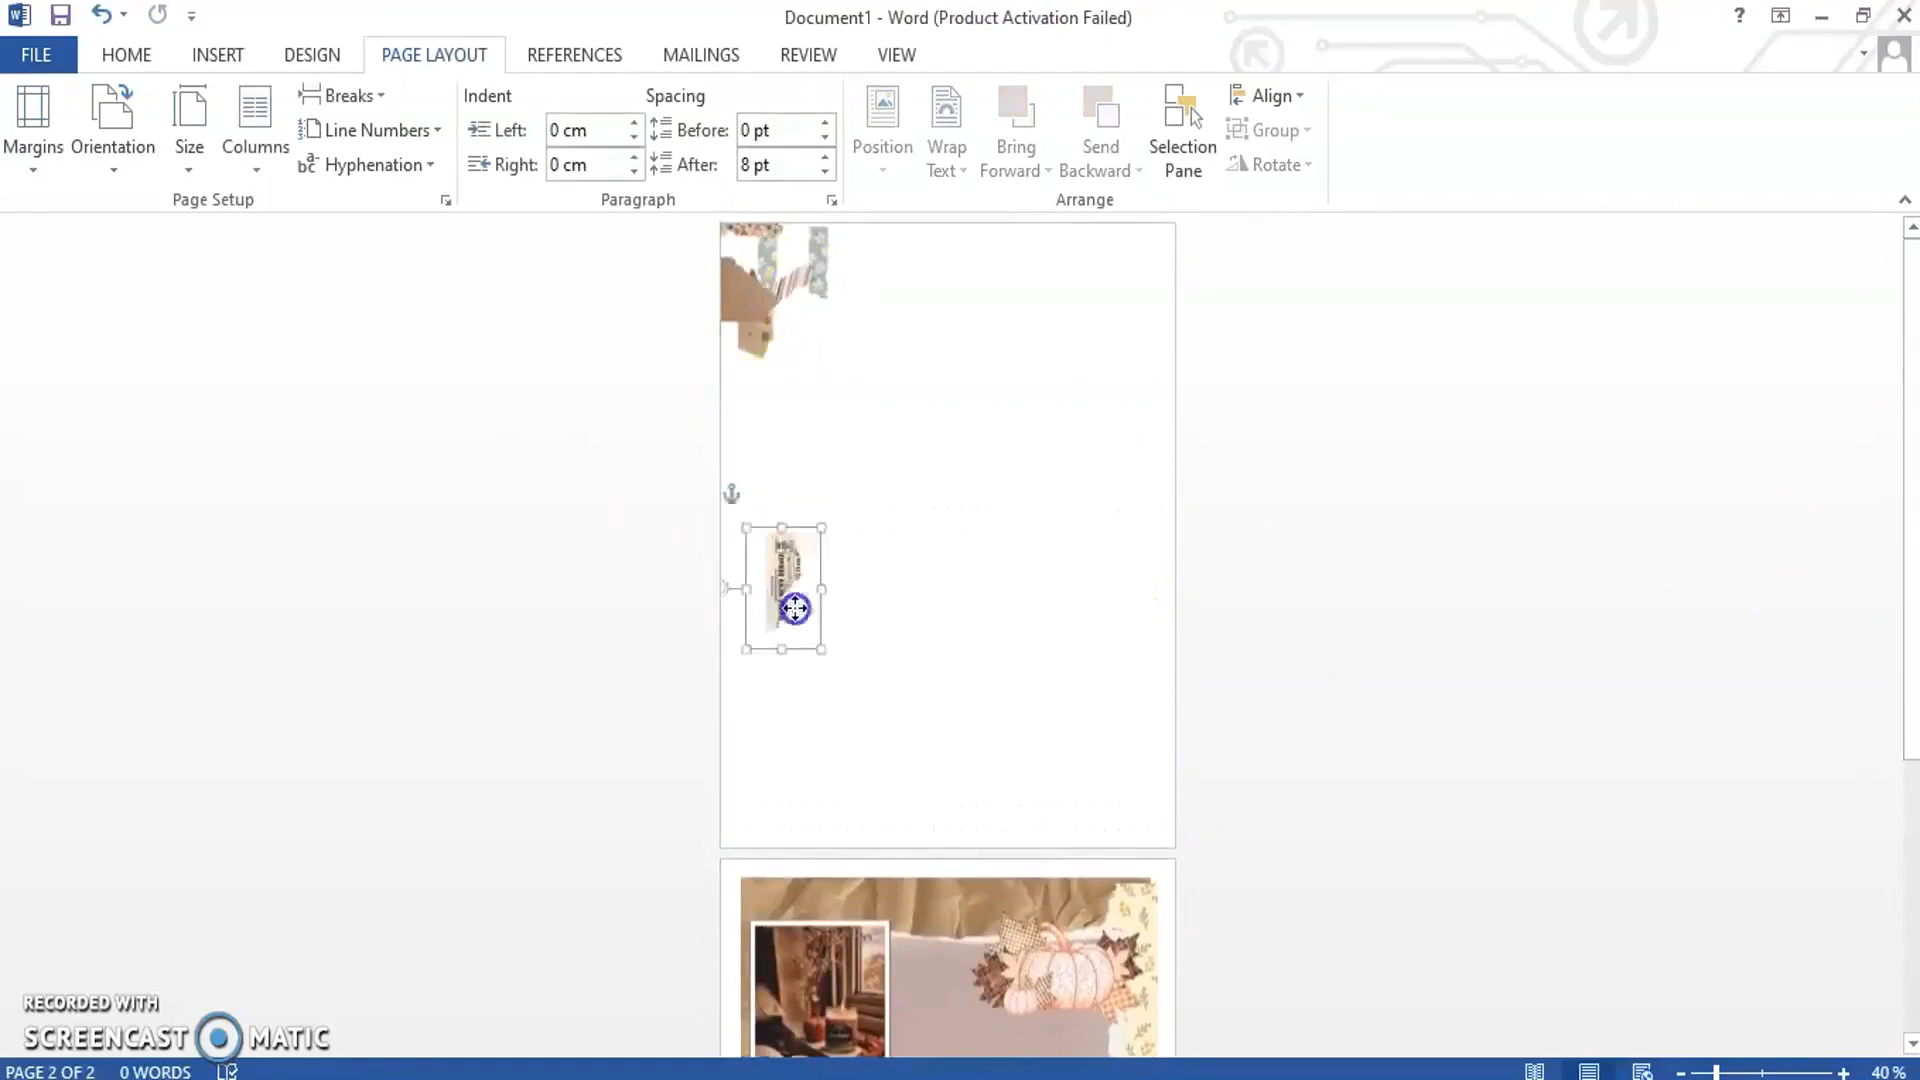 Document1 - Word (Product Activation Failed)
FILE HOME INSERT DESIGN PAGE LAYOUT REFERENCES MAILINGS REVIEW VIEW
Margins Orientation Size Columns
Breaks
Line Numbers
Hyphenation
Page Setup
Indent Spacing
Left: 0 cm Before: 0 pt
Right: 0 cm After: 8 pt
Paragraph
Position Wrap Text Bring Forward Send Backward Selection Pane
Align
Group
Rotate
Arrange
RECORDED WITH
SCREENCAST MATIC
PAGE 2 OF 2 0 WORDS 40 %